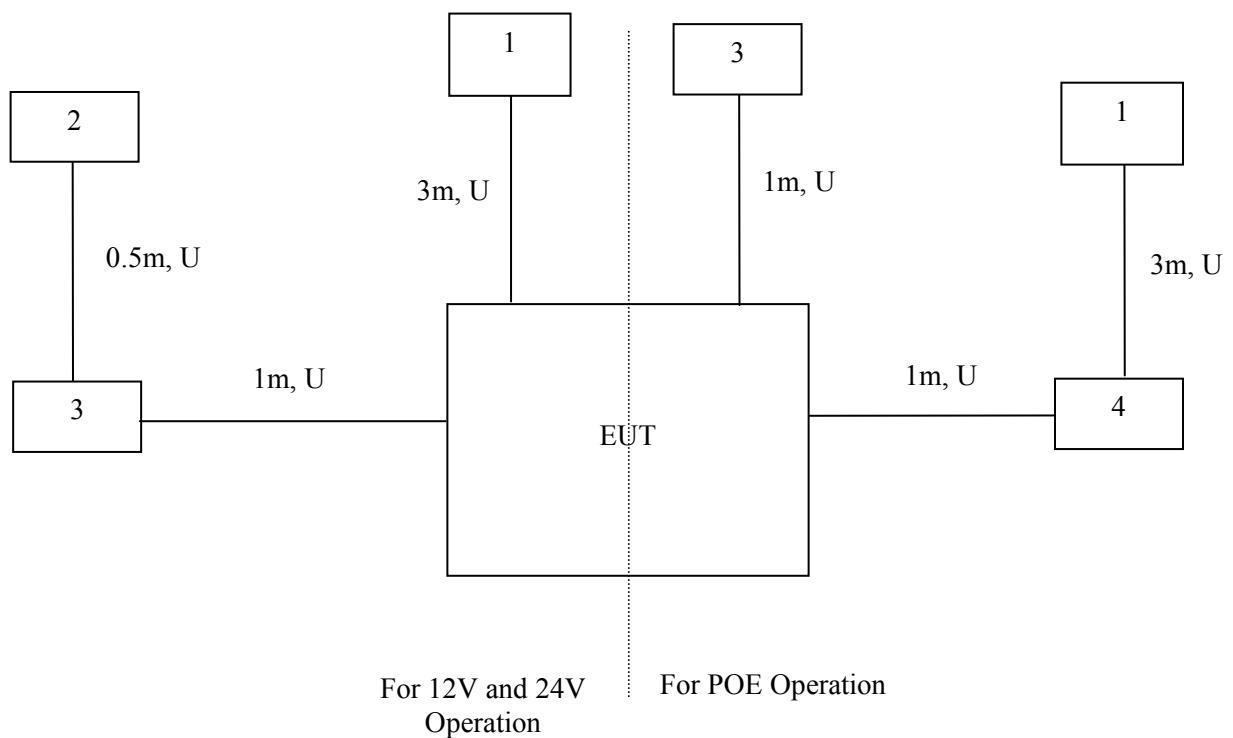 1
3
2
1
3m, U
1m, U
0.5m, U
3m, U
1m, U
1m, U
3
4
EUT
For 12V and 24V
Operation
For POE Operation